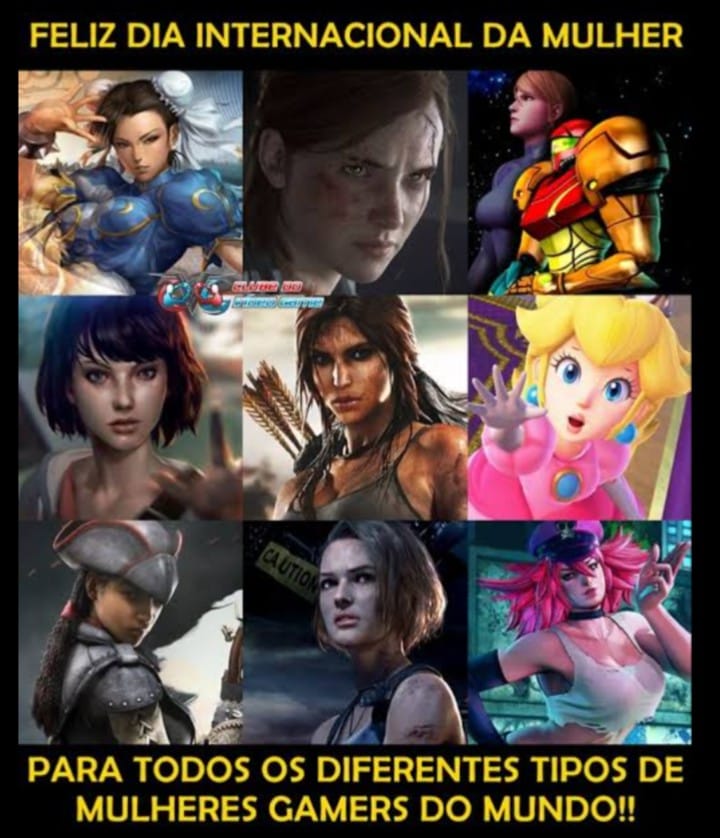 FELIZ DIA INTERNACIONAL DA MULHER
CAUTION
PARA TODOS OS DIFERENTES TIPOS DE
MULHERES GAMERS DO MUNDO!!